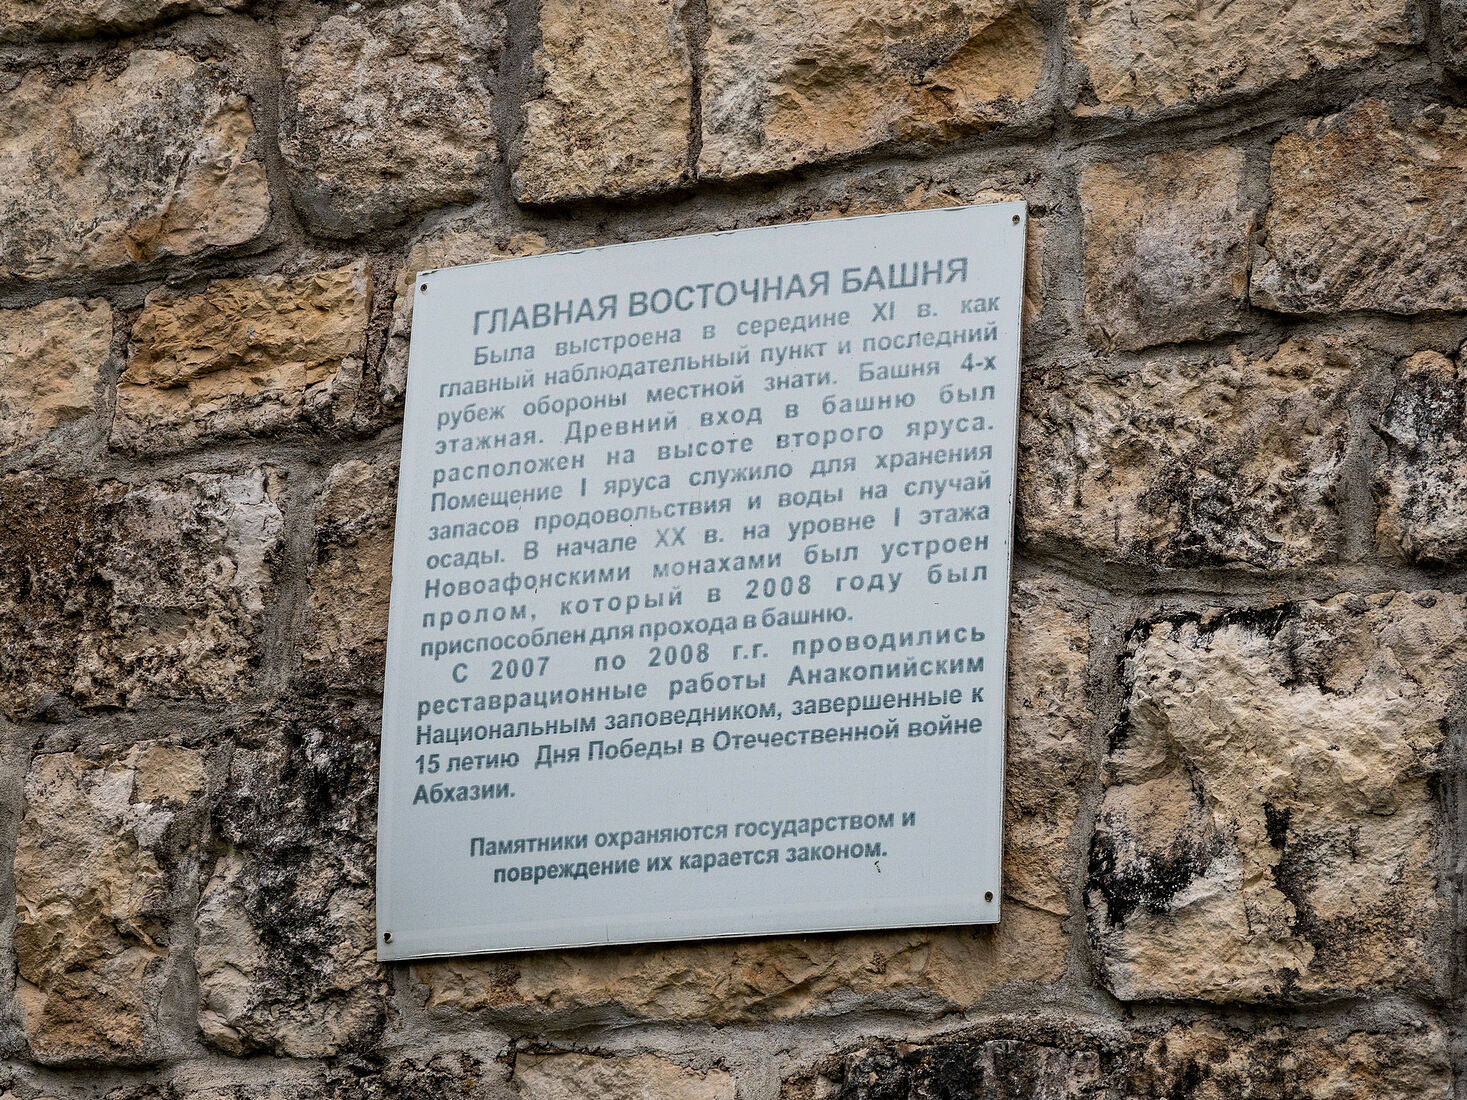 ГЛАВНАЯ ВОСТОЧНАЯ БАШНЯ
Была выстроена в середине XI в. как
главный наблюдательный пункт и последний
рубеж обороны местной знати. Башня 4-х
этажная. Древний вход в башню был
расположен на высоте второго яруса.
Помещение I яруса служило для хранения
запасов продовольствия и воды на случай
осады. В начале XX в. на уровне I этажа
Новоафонскими монахами был устроен
пролом, который в 2008 году был
приспособлен для прохода в башню.
С 2007 по 2008 г.г. проводились
реставрационные работы Анакопийским
Национальным заповедником, завершенные к
15 летию Дня Победы в Отечественной войне
Абхазии.
Памятники охраняются государством и
повреждение их карается законом.